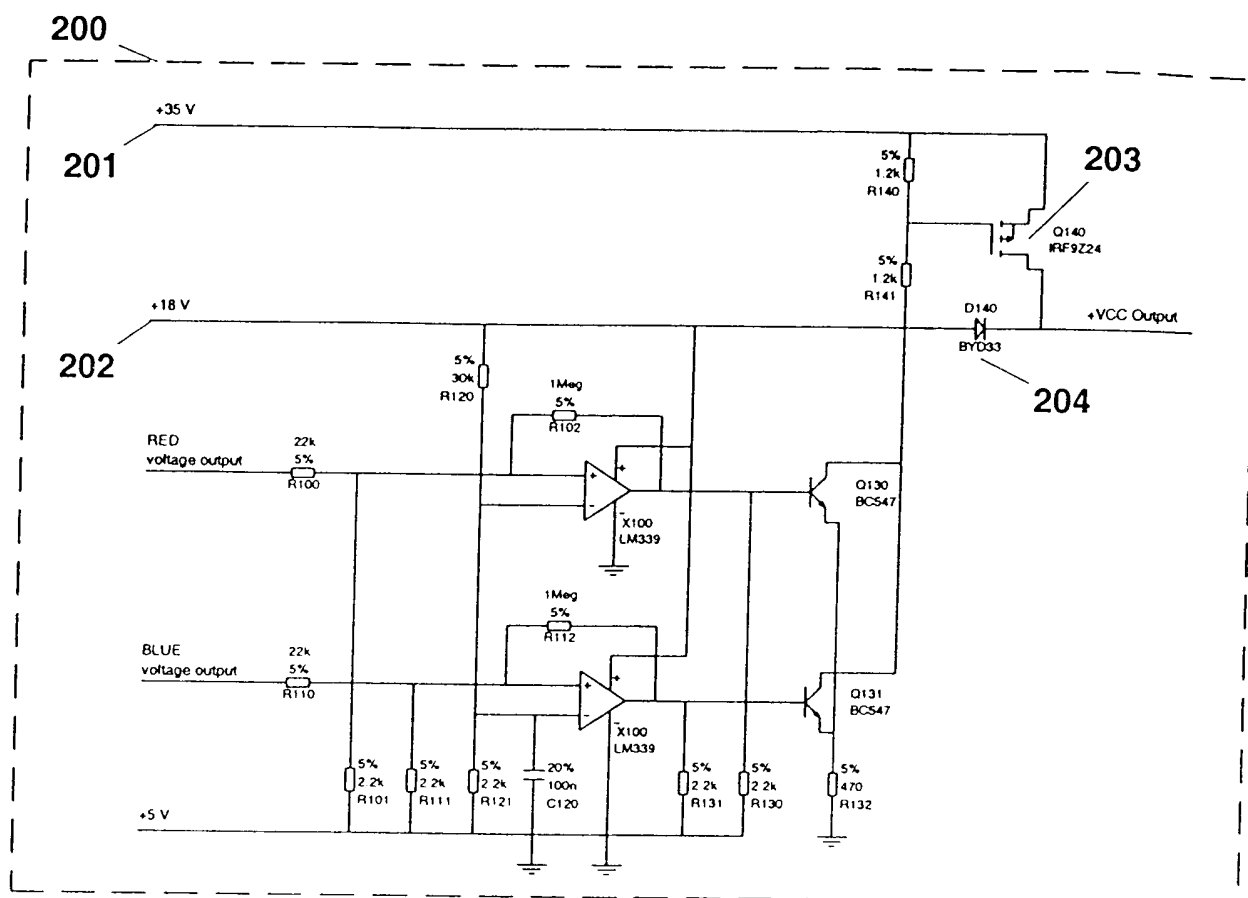 200
+35 V
201
5%
1.2k
R140
203
Q140
IRF9Z24
5%
1.2k
R141
+18 V
202
D140
BYD33
+VCC Output
204
5%
30k
R120
1Meg
5%
R102
RED
voltage output
22k
5%
R100
+
-
+
-
X100
LM339
Q130
BC547
1Meg
5%
R112
BLUE
voltage output
22k
5%
R110
+
-
+
-
X100
LM339
Q131
BC547
5%
2.2k
R101
5%
2.2k
R111
5%
2.2k
R121
20%
100n
C120
5%
2.2k
R131
5%
2.2k
R130
5%
470
R132
+5 V